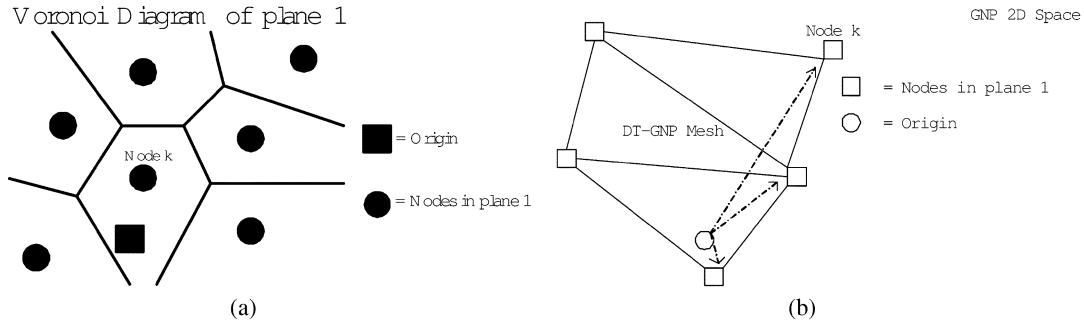 Voronoi Diagram of plane 1
Node k
= Origin
= Nodes in plane 1
(a)
GNP 2D Space
Node k
= Nodes in plane 1
= Origin
DT-GNP Mesh
(b)